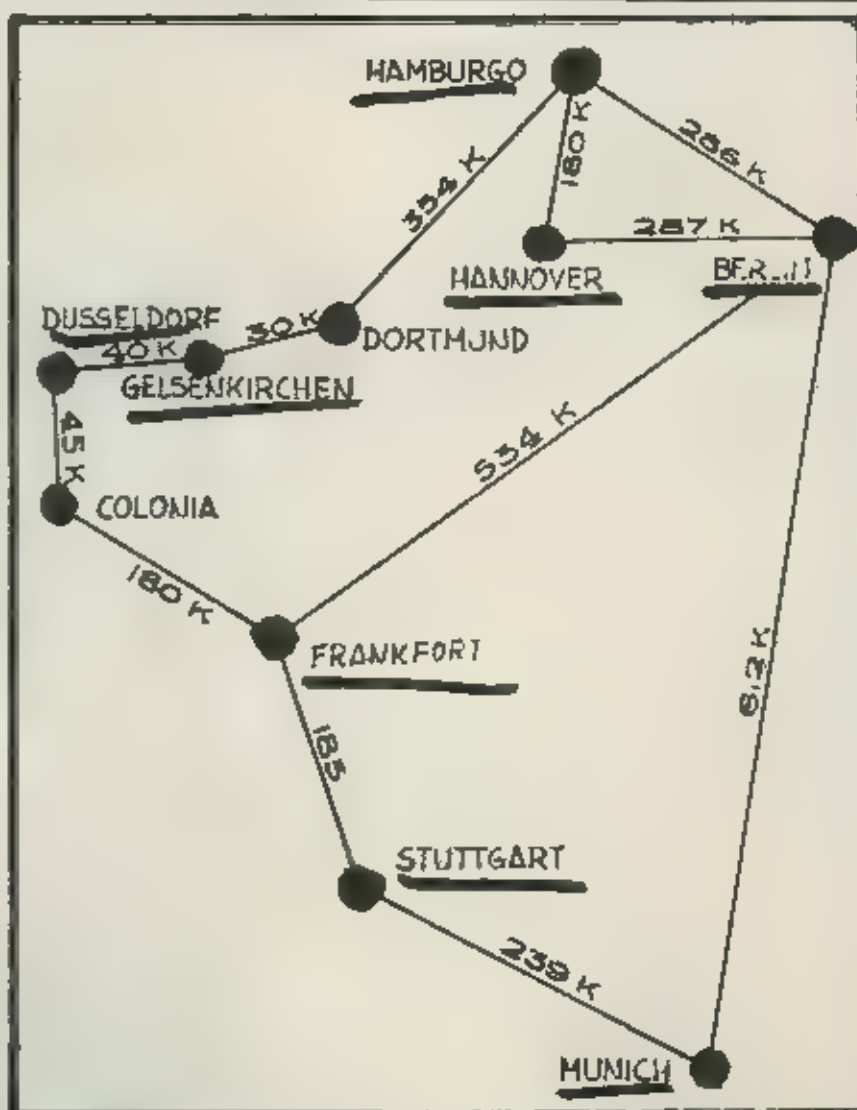 HAMBURGO
180 K
286 K
354 K
287 K
HANNOVER
BERLIN
DUSSELDORF
30 K
DORTMUND
40 K
GELSENKIRCHEN
45 K
534 K
COLONIA
180 K
FRANKFORT
185
STUTTGART
239 K
MUNICH